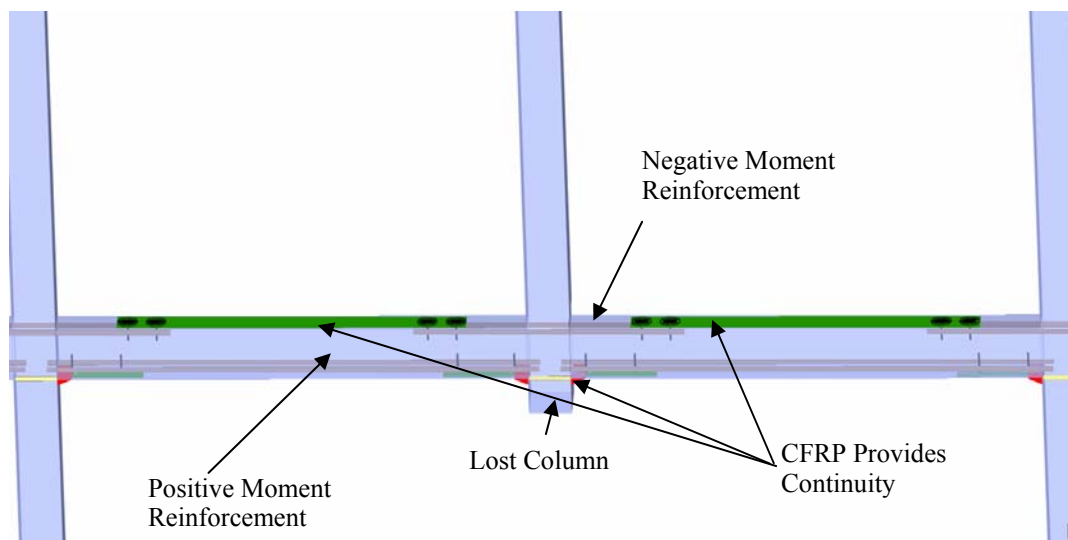 Negative Moment
Reinforcement
Lost Column
CFRP Provides
Continuity
Positive Moment
Reinforcement